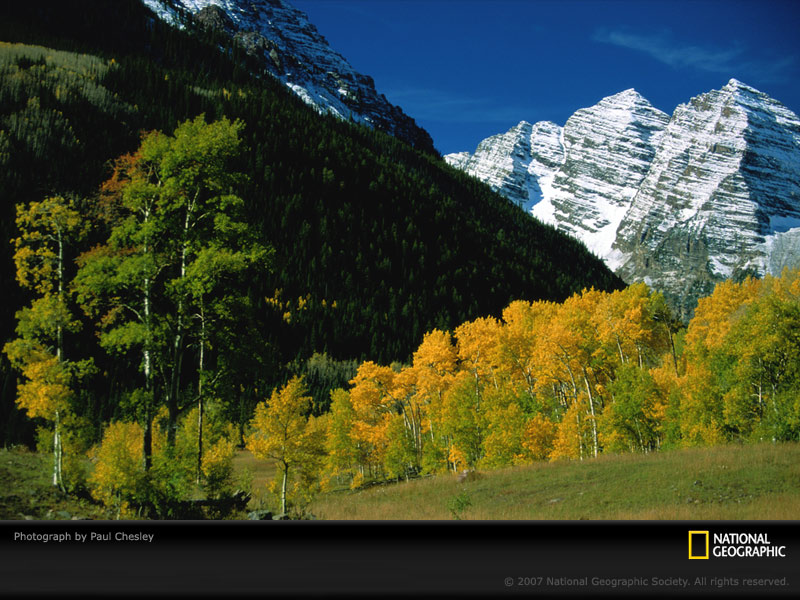 Photograph by Paul Chesley
NATIONAL
GEOGRAPHIC
© 2007 National Geographic Society. All rights reserved.